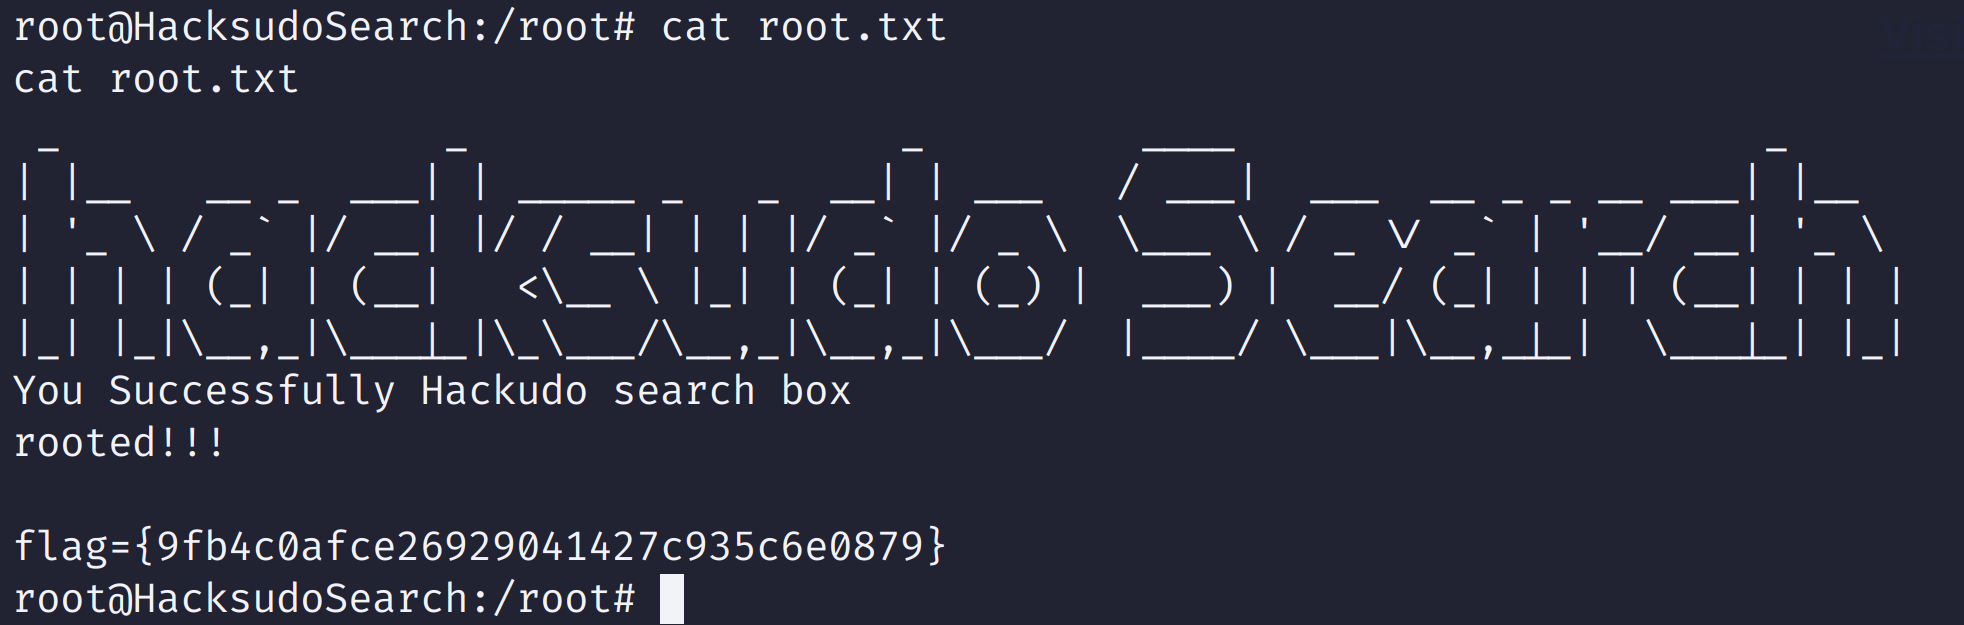 root@HacksudoSearch:/root# cat root.txt
cat root.txt
hacksudo Search
You Successfully Hackudo search box
rooted!!!
flag={9fb4c0afce26929041427c935c6e0879}
root@HacksudoSearch:/root#